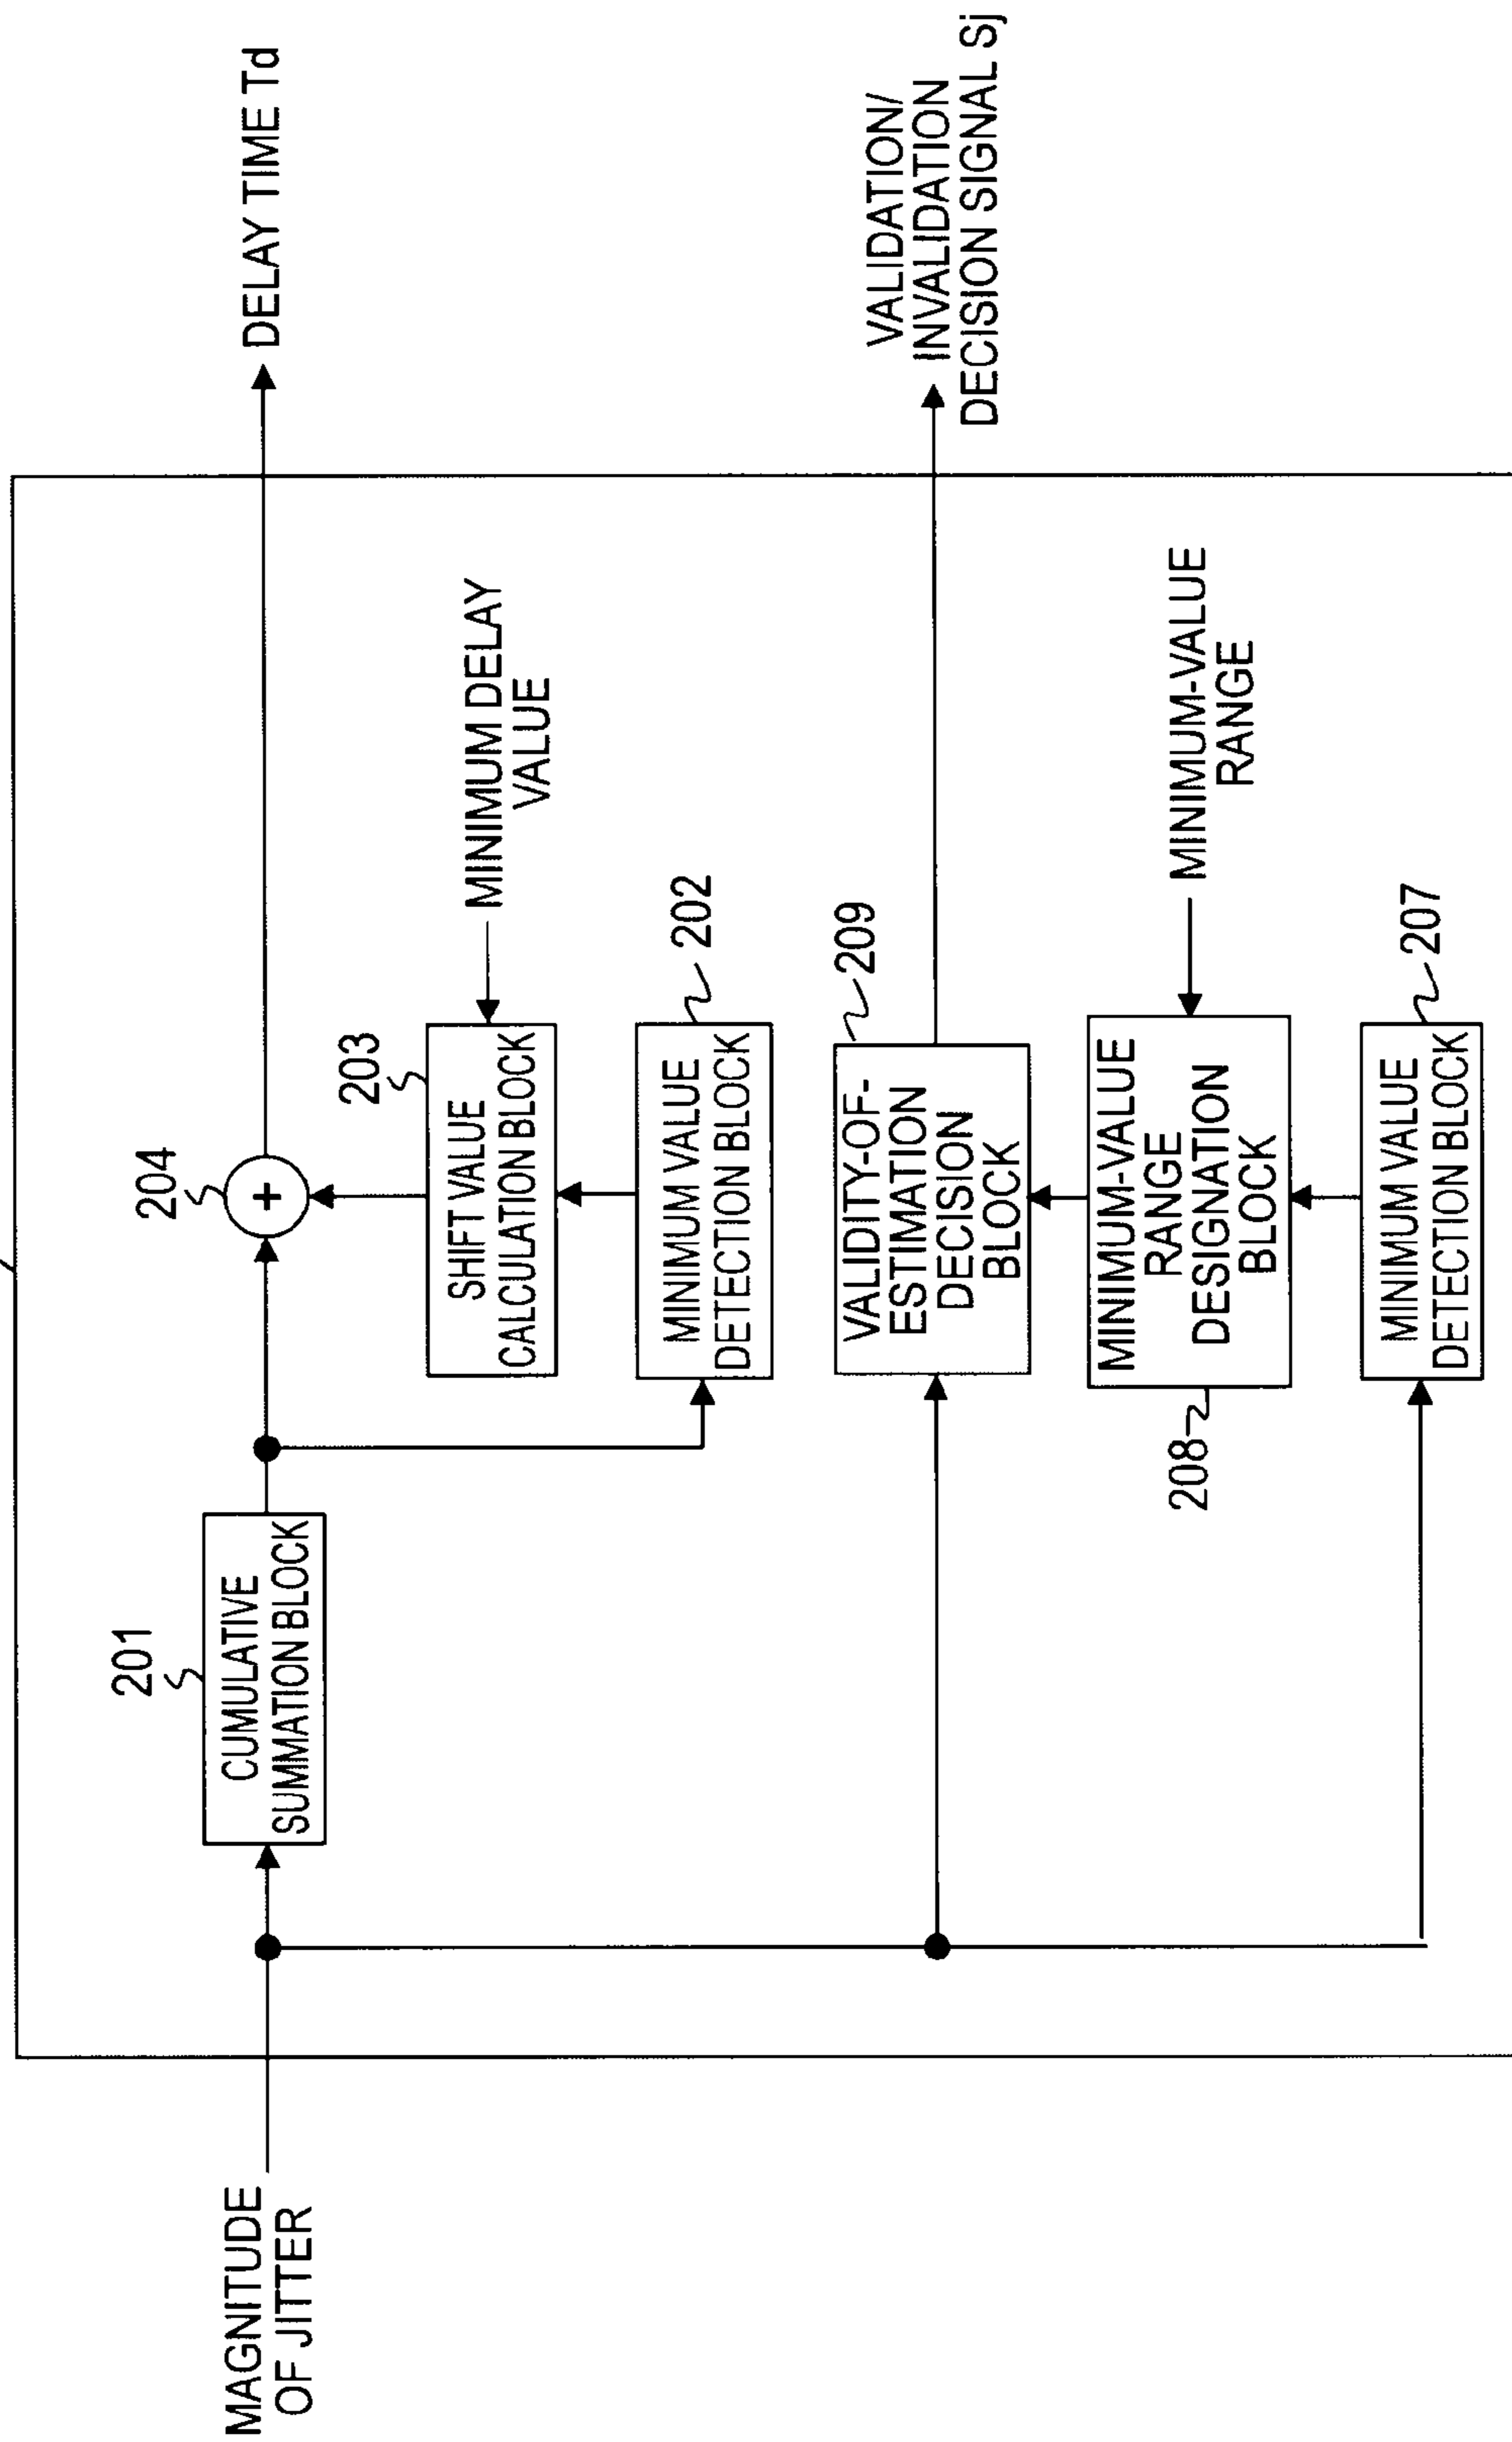 MAGNITUDE
OF JITTER
201
CUMULATIVE
SUMMATION BLOCK
204
+
DELAY TIME Td
203
SHIFT VALUE
CALCULATION BLOCK
MINIMUM DELAY
VALUE
202
MINIMUM VALUE
DETECTION BLOCK
209
VALIDITY-OF-
ESTIMATION
DECISION
BLOCK
VALIDATION/
INVALIDATION
DECISION SIGNAL Sj
208
MINIMUM-VALUE
RANGE
DESIGNATION
BLOCK
MINIMUM-VALUE
RANGE
207
MINIMUM VALUE
DETECTION BLOCK